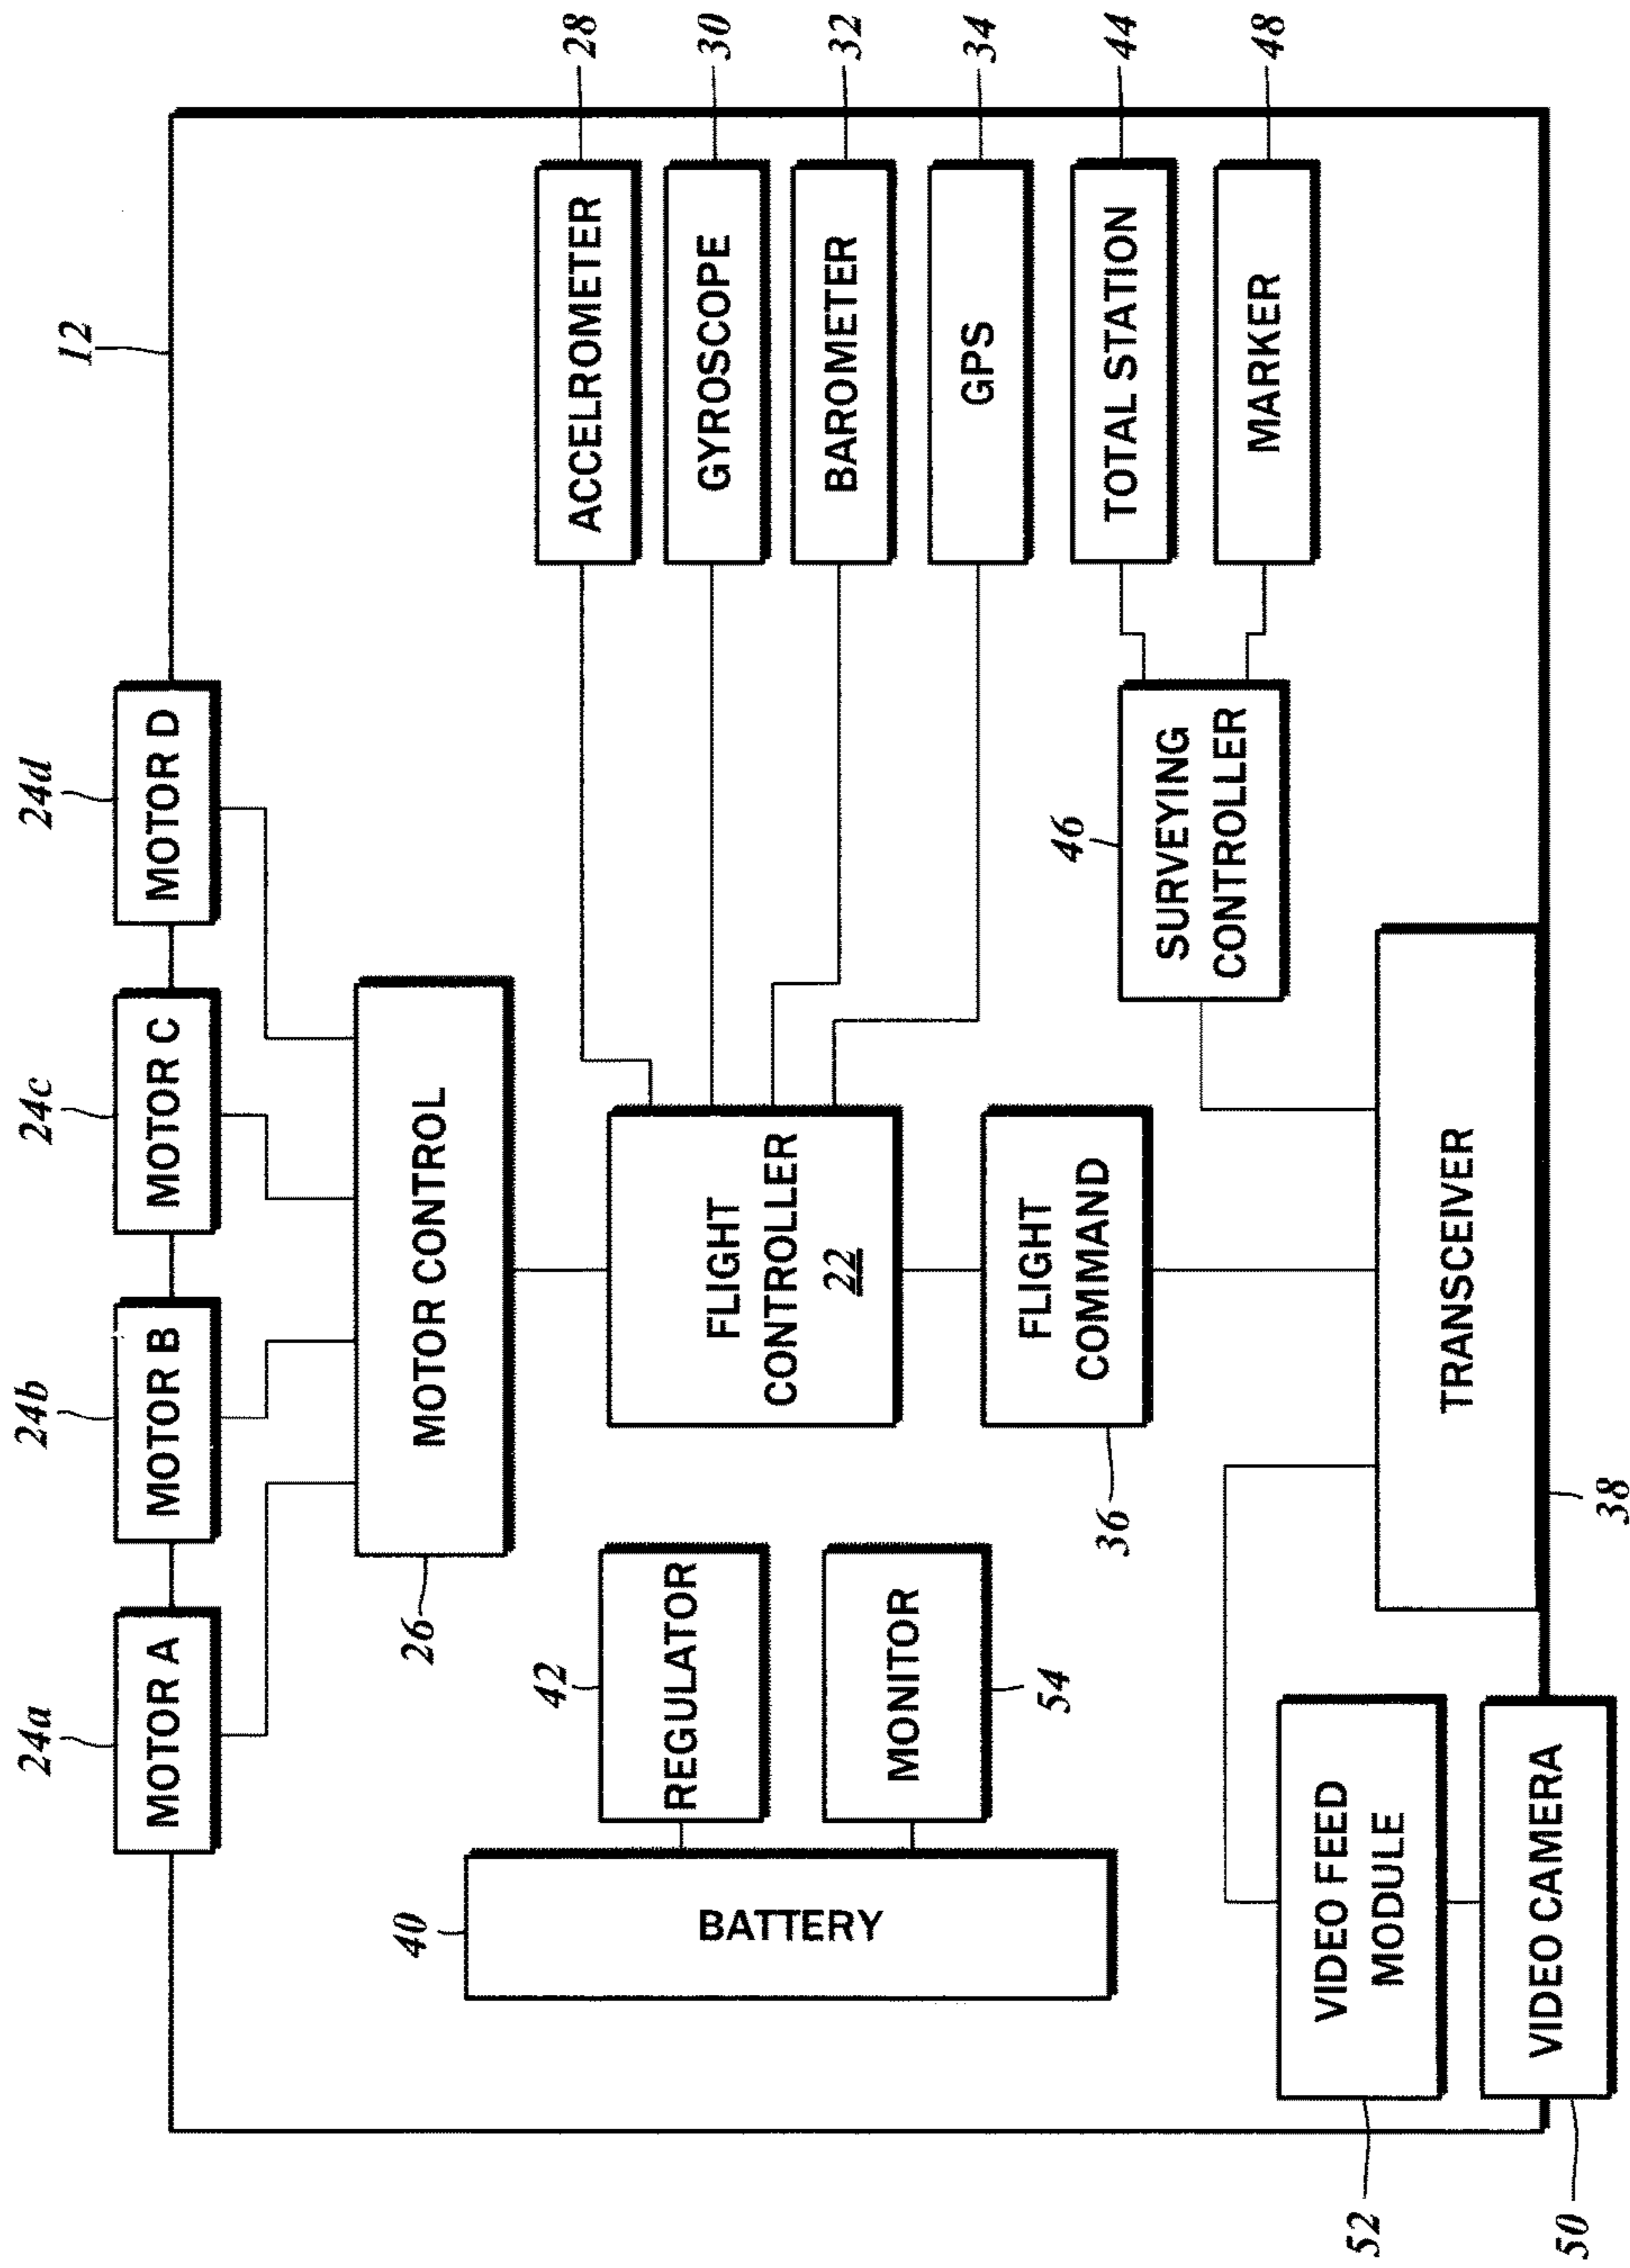 12
24a
24b
24c
24d
MOTOR A
MOTOR B
MOTOR C
MOTOR D
26
MOTOR CONTROL
28
ACCELROMETER
30
GYROSCOPE
32
BAROMETER
34
GPS
44
TOTAL STATION
48
MARKER
40
BATTERY
42
REGULATOR
MONITOR
54
FLIGHT
CONTROLLER
22
FLIGHT
COMMAND
36
46
SURVEYING
CONTROLLER
TRANSCEIVER
38
VIDEO FEED
MODULE
52
VIDEO CAMERA
50